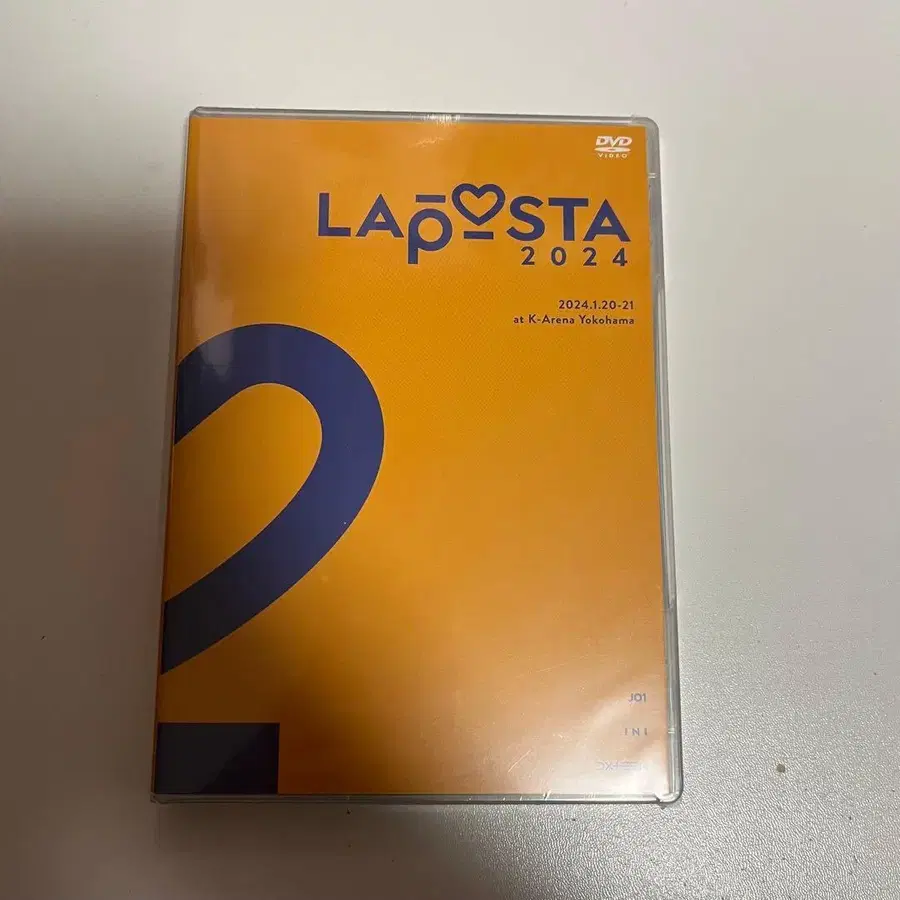 DVD
VIDEO
LAPOSTA
2024
2024.1.20-21
at K-Arena Yokohama
JO1
INI